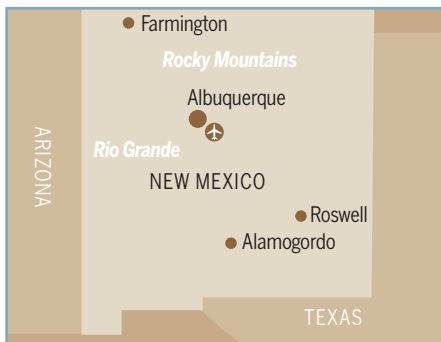 Farmington
Rocky Mountains
Albuquerque
ARIZONA
Rio Grande
NEW MEXICO
Roswell
Alamogordo
TEXAS